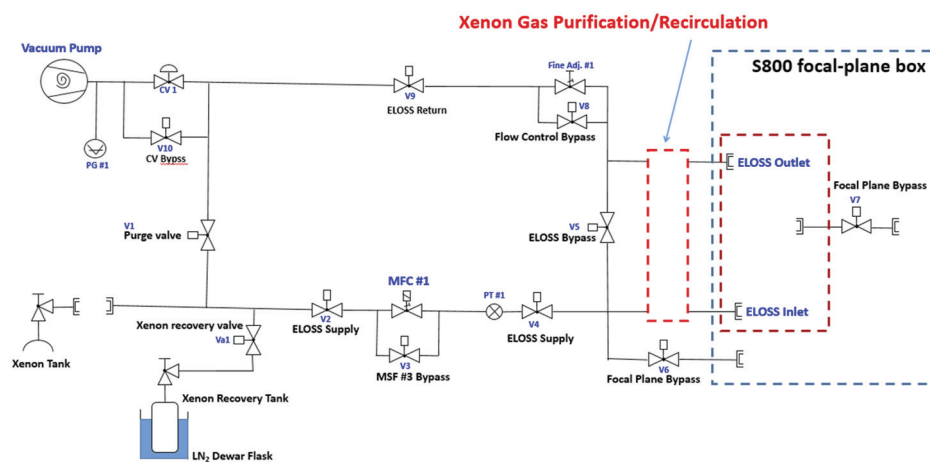 Xenon Gas Purification/Recirculation
Vacuum Pump
S800 focal-plane box
Fine Adj. #1
CV 1
V9
ELOSS Return
V8
Flow Control Bypass
PG #1
V10
CV Bypss
ELOSS Outlet
Focal Plane Bypass
V7
V1
Purge valve
V5
ELOSS Bypass
MFC #1
PT #1
ELOSS Inlet
V2
ELOSS Supply
V4
ELOSS Supply
Xenon recovery valve
Va1
V3
MSF #3 Bypass
V6
Focal Plane Bypass
Xenon Tank
Xenon Recovery Tank
LN2 Dewar Flask